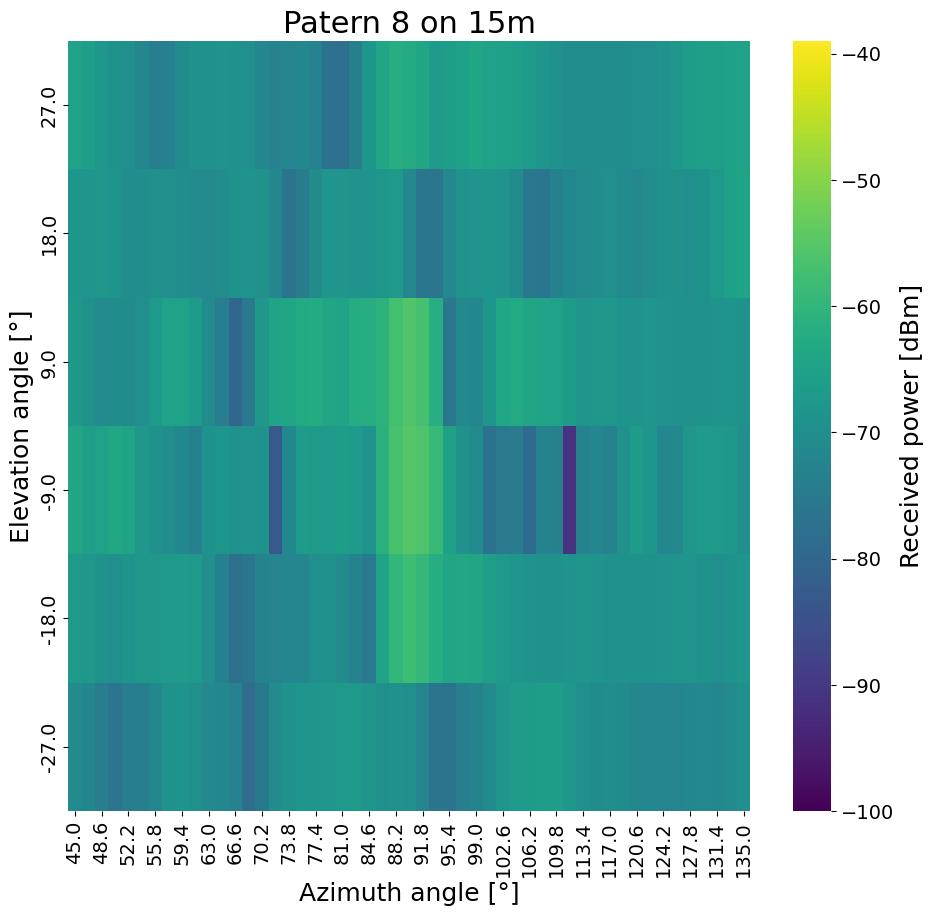 Patern 8 on 15m
27.0
18.0
9.0
-9.0
-18.0
-27.0
Elevation angle [°]
45.0 48.6 52.2 55.8 59.4 63.0 66.6 70.2 73.8 77.4 81.0 84.6 88.2 91.8 95.4 99.0 102.6 106.2 109.8 113.4 117.0 120.6 124.2 127.8 131.4 135.0
Azimuth angle [°]
−40
−50
−60
−70
−80
−90
−100
Received power [dBm]